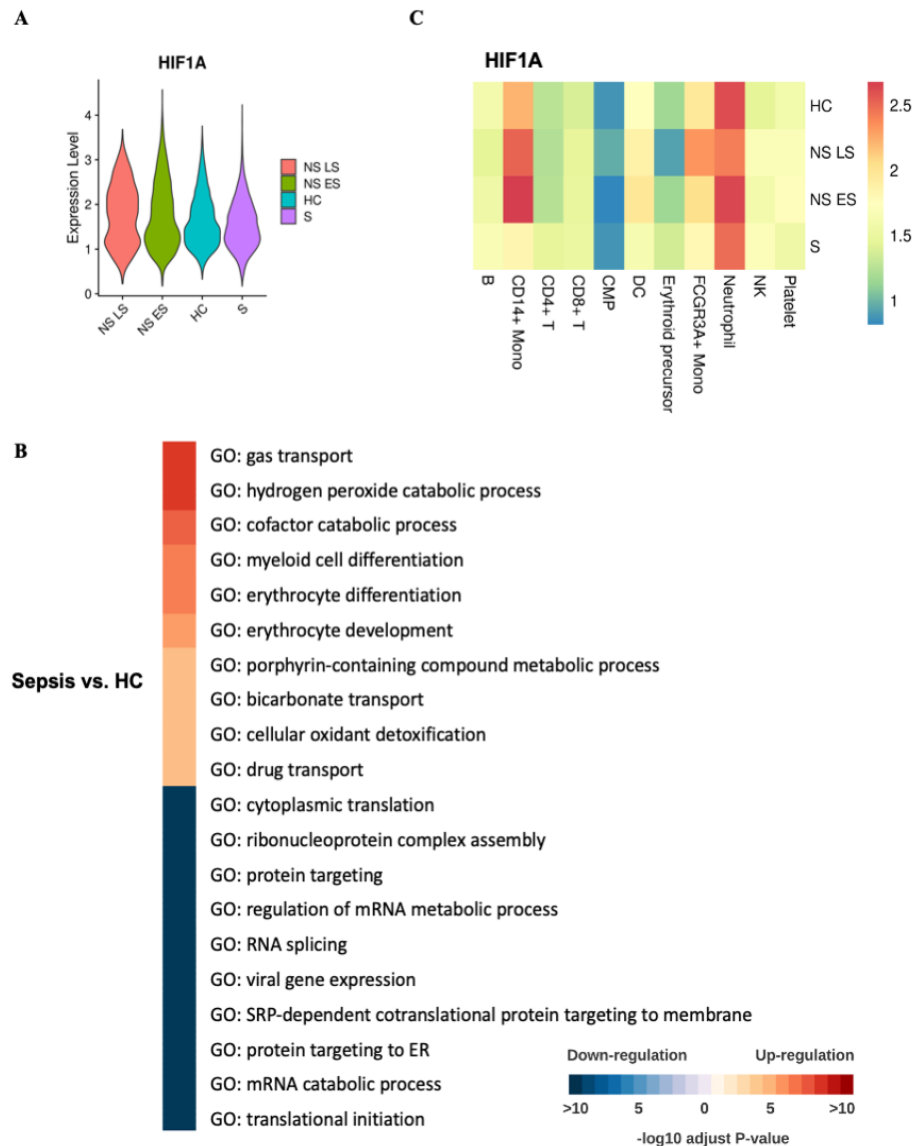 A
HIF1A
Expression Level
4
3
2
1
0
NS LS
NS ES
HC
S
NS LS
NS ES
HC
S
C
HIF1A
HC
NS LS
NS ES
S
B
CD14+ Mono
CD4+ T
CD8+ T
CMP
DC
Erythroid precursor
FCGR3A+ Mono
Neutrophil
NK
Platelet
2.5
2
1.5
1
B
Sepsis vs. HC
GO: gas transport
GO: hydrogen peroxide catabolic process
GO: cofactor catabolic process
GO: myeloid cell differentiation
GO: erythrocyte differentiation
GO: erythrocyte development
GO: porphyrin-containing compound metabolic process
GO: bicarbonate transport
GO: cellular oxidant detoxification
GO: drug transport
GO: cytoplasmic translation
GO: ribonucleoprotein complex assembly
GO: protein targeting
GO: regulation of mRNA metabolic process
GO: RNA splicing
GO: viral gene expression
GO: SRP-dependent cotranslational protein targeting to membrane
GO: protein targeting to ER
GO: mRNA catabolic process
GO: translational initiation
Down-regulation Up-regulation
>10 5 0 5 >10
-log10 adjust P-value